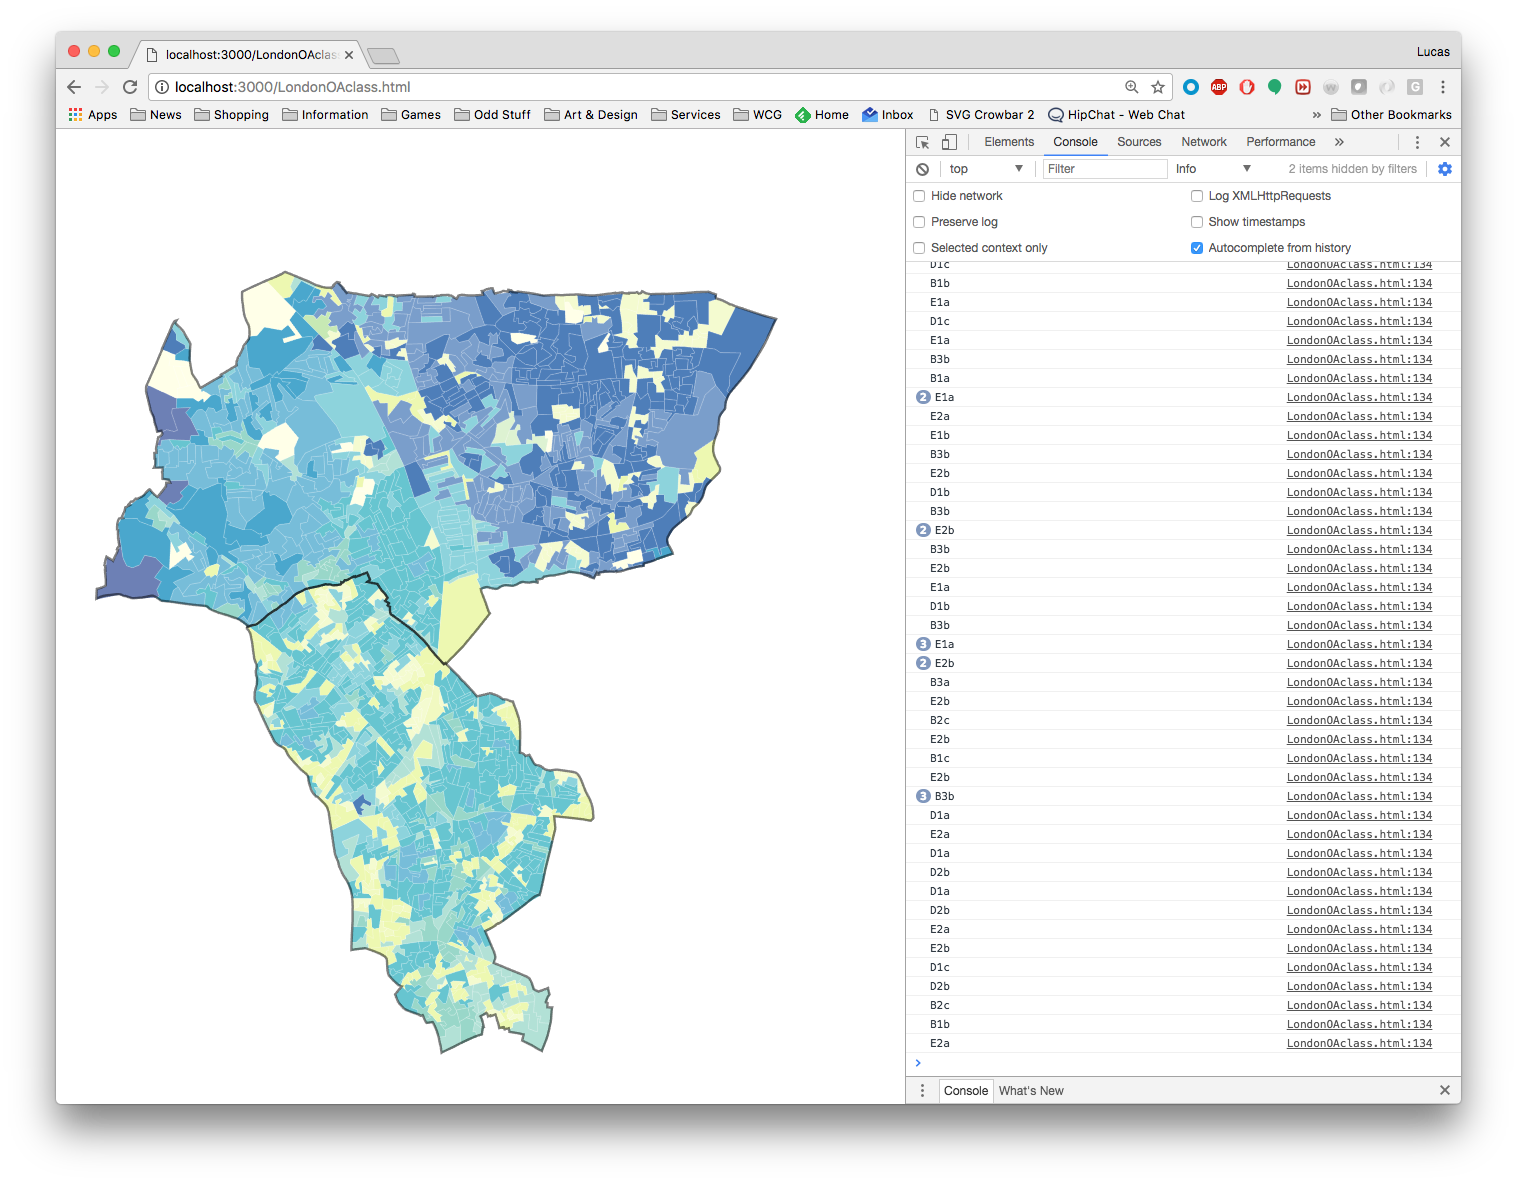 localhost:3000/LondonOAclas
Lucas
localhost:3000/LondonOAclass.html
ABP
W
G
Apps News Shopping Information Games Odd Stuff Art & Design Services WCG Home Inbox SVG Crowbar 2 HipChat - Web Chat » Other Bookmarks
Elements Console Sources Network Performance »
top Filter Info 2 items hidden by filters
Hide network Log XMLHttpRequests
Preserve log Show timestamps
Selected context only Autocomplete from history
D1c LondonOAclass.html:134
B1b LondonOAclass.html:134
E1a LondonOAclass.html:134
D1c LondonOAclass.html:134
E1a LondonOAclass.html:134
B3b LondonOAclass.html:134
B1a LondonOAclass.html:134
2 E1a LondonOAclass.html:134
E2a LondonOAclass.html:134
E1b LondonOAclass.html:134
B3b LondonOAclass.html:134
E2b LondonOAclass.html:134
D1b LondonOAclass.html:134
B3b LondonOAclass.html:134
2 E2b LondonOAclass.html:134
B3b LondonOAclass.html:134
E2b LondonOAclass.html:134
E1a LondonOAclass.html:134
D1b LondonOAclass.html:134
B3b LondonOAclass.html:134
3 E1a LondonOAclass.html:134
2 E2b LondonOAclass.html:134
B3a LondonOAclass.html:134
E2b LondonOAclass.html:134
B2c LondonOAclass.html:134
E2b LondonOAclass.html:134
B1c LondonOAclass.html:134
E2b LondonOAclass.html:134
3 B3b LondonOAclass.html:134
D1a LondonOAclass.html:134
E2a LondonOAclass.html:134
D1a LondonOAclass.html:134
D2b LondonOAclass.html:134
D1a LondonOAclass.html:134
D2b LondonOAclass.html:134
E2a LondonOAclass.html:134
E2b LondonOAclass.html:134
D1c LondonOAclass.html:134
D2b LondonOAclass.html:134
B2c LondonOAclass.html:134
B1b LondonOAclass.html:134
E2a LondonOAclass.html:134
Console What's New